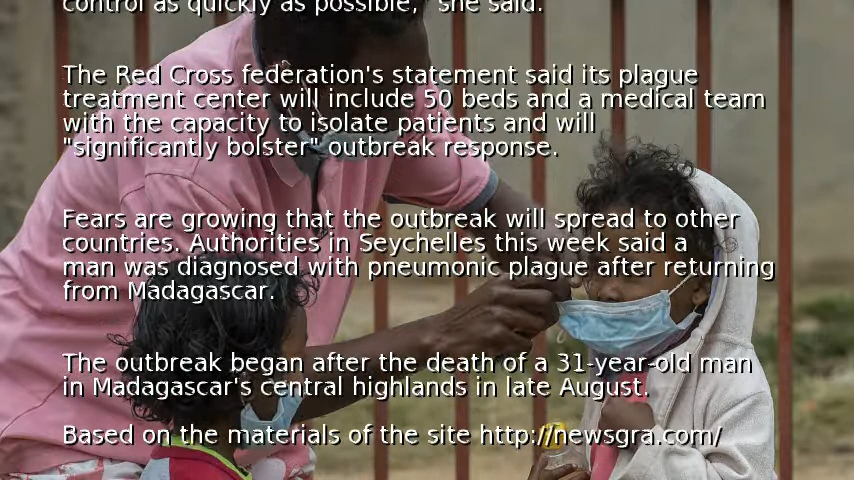 control as quickly as possible," she said.
The Red Cross federation's statement said its plague
treatment center will include 50 beds and a medical team
with the capacity to isolate patients and will
"significantly bolster" outbreak response.
Fears are growing that the outbreak will spread to other
countries. Authorities in Seychelles this week said a
man was diagnosed with pneumonic plague after returning
from Madagascar.
The outbreak began after the death of a 31-year-old man
in Madagascar's central highlands in late August.
Based on the materials of the site http://newsgra.com/